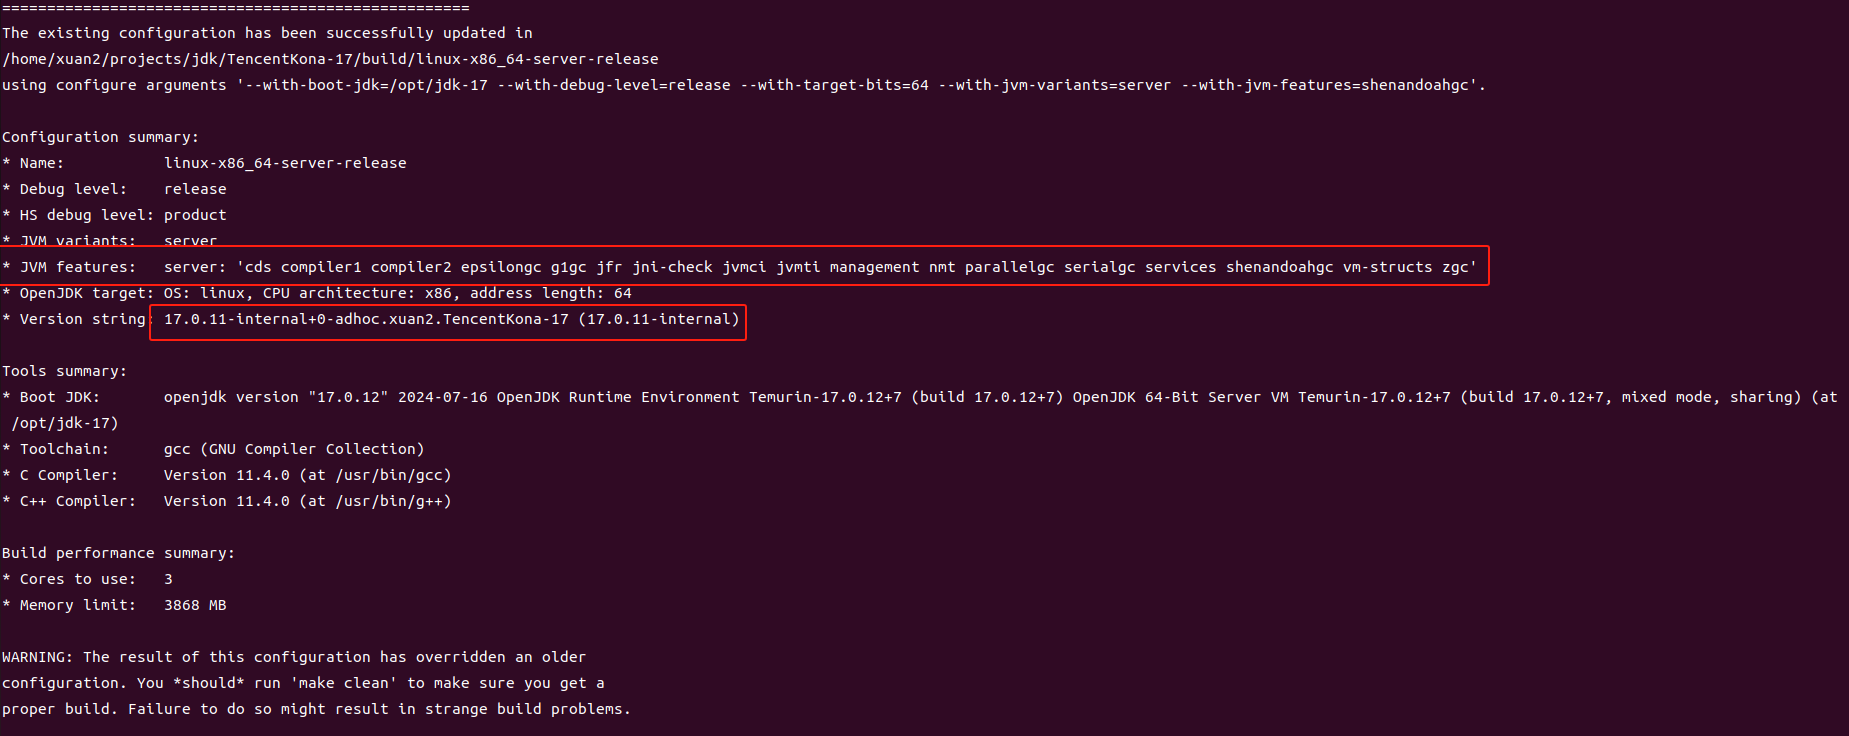 ====================================================
The existing configuration has been successfully updated in
/home/xuan2/projects/jdk/TencentKona-17/build/linux-x86_64-server-release
using configure arguments '--with-boot-jdk=/opt/jdk-17 --with-debug-level=release --with-target-bits=64 --with-jvm-variants=server --with-jvm-features=shenandoahgc'.
Configuration summary:
* Name:           linux-x86_64-server-release
* Debug level:    release
* HS debug level: product
* JVM variants:   server
* JVM features:   server: 'cds compiler1 compiler2 epsilongc g1gc jfr jni-check jvmci jvmti management nmt parallelgc serialgc services shenandoahgc vm-structs zgc'
* OpenJDK target: OS: linux, CPU architecture: x86, address length: 64
* Version string: 17.0.11-internal+0-adhoc.xuan2.TencentKona-17 (17.0.11-internal)
Tools summary:
* Boot JDK:       openjdk version "17.0.12" 2024-07-16 OpenJDK Runtime Environment Temurin-17.0.12+7 (build 17.0.12+7) OpenJDK 64-Bit Server VM Temurin-17.0.12+7 (build 17.0.12+7, mixed mode, sharing) (at
/opt/jdk-17)
* Toolchain:      gcc (GNU Compiler Collection)
* C Compiler:     Version 11.4.0 (at /usr/bin/gcc)
* C++ Compiler:   Version 11.4.0 (at /usr/bin/g++)
Build performance summary:
* Cores to use:   3
* Memory limit:   3868 MB
WARNING: The result of this configuration has overridden an older
configuration. You *should* run 'make clean' to make sure you get a
proper build. Failure to do so might result in strange build problems.